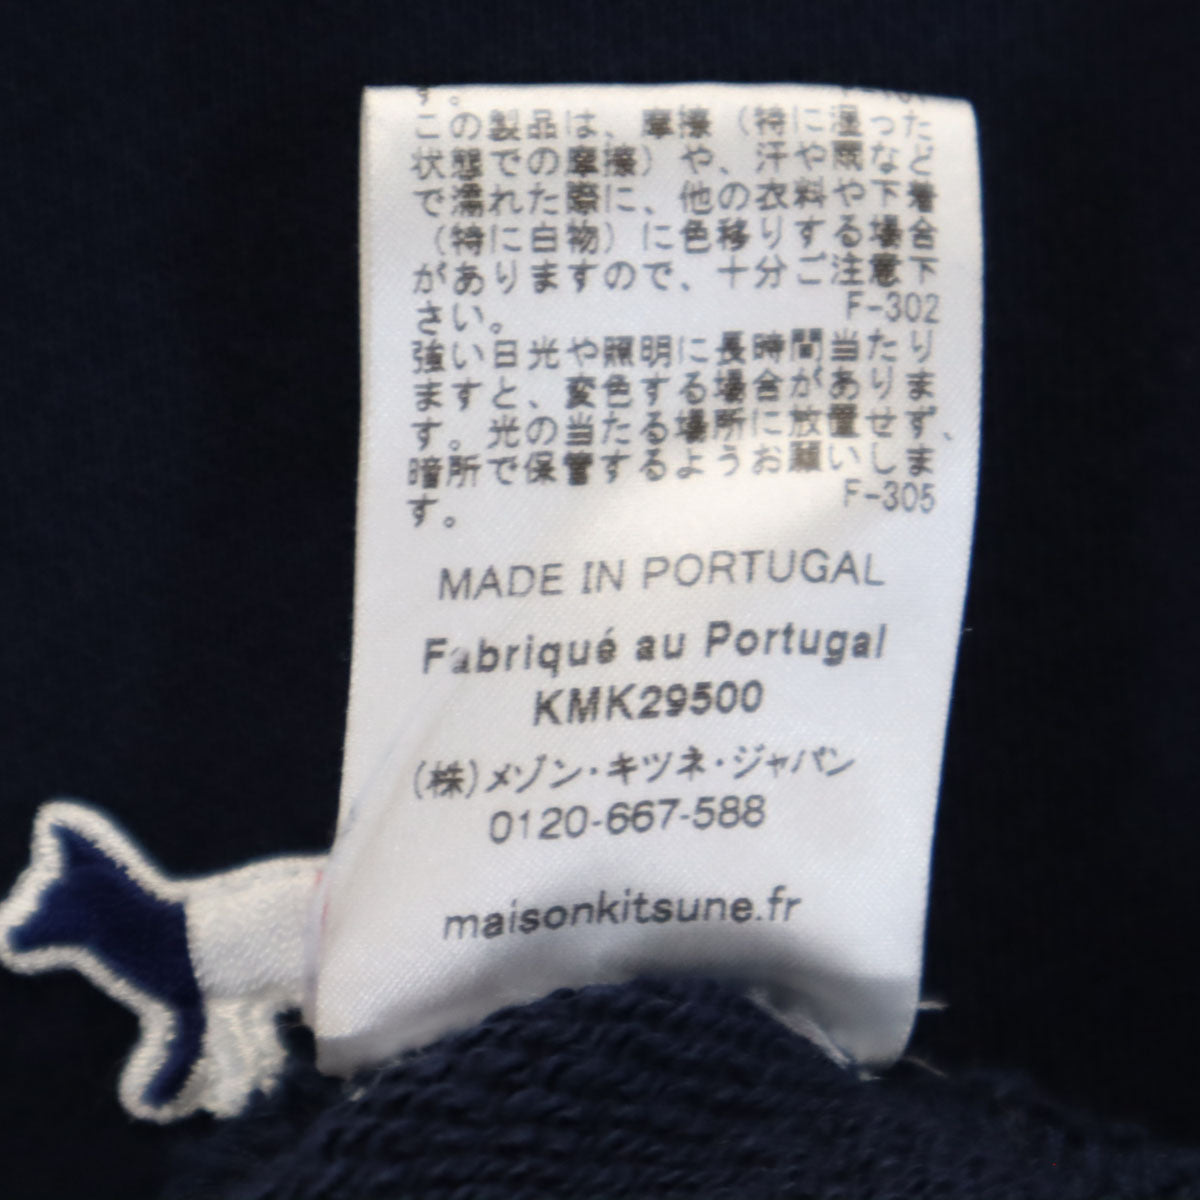 す。
この製品は、摩擦（特に湿った
状態での摩擦）や、汗や雨など
で濡れた際に、他の衣料や下着
（特に白物）に色移りする場合
がありますので、十分ご注意下
さい。 F-302
強い日光や照明に長時間当たり
ますと、変色する場合がありま
す。光の当たる場所に放置せず、
暗所で保管するようお願いしま
す。 F-305
MADE IN PORTUGAL
Fabriqué au Portugal
KMK29500
(株)メゾン・キツネ・ジャパン
0120-667-588
maisonkitsune.fr